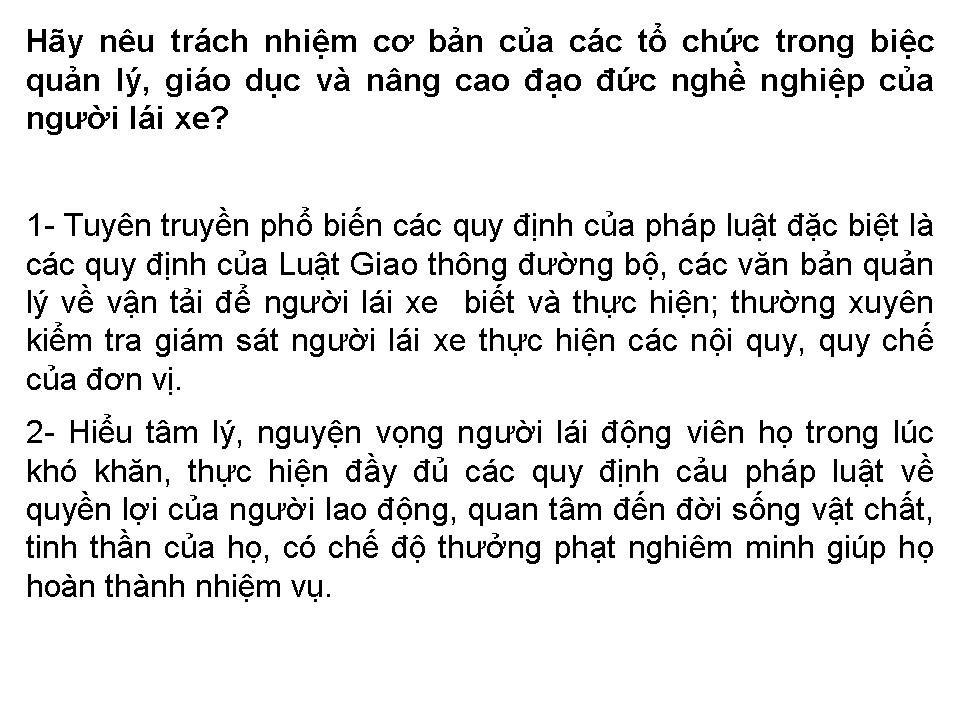 Hãy nêu trách nhiệm cơ bản của các tổ chức trong biệc
quản lý, giáo dục và nâng cao đạo đức nghề nghiệp của
người lái xe?
1- Tuyên truyền phổ biến các quy định của pháp luật đặc biệt là
các quy định của Luật Giao thông đường bộ, các văn bản quản
lý về vận tải để người lái xe  biết và thực hiện; thường xuyên
kiểm tra giám sát người lái xe thực hiện các nội quy, quy chế
của đơn vị.
2- Hiểu tâm lý, nguyện vọng người lái động viên họ trong lúc
khó khăn, thực hiện đầy đủ các quy định cảu pháp luật về
quyền lợi của người lao động, quan tâm đến đời sống vật chất,
tinh thần của họ, có chế độ thưởng phạt nghiêm minh giúp họ
hoàn thành nhiệm vụ.